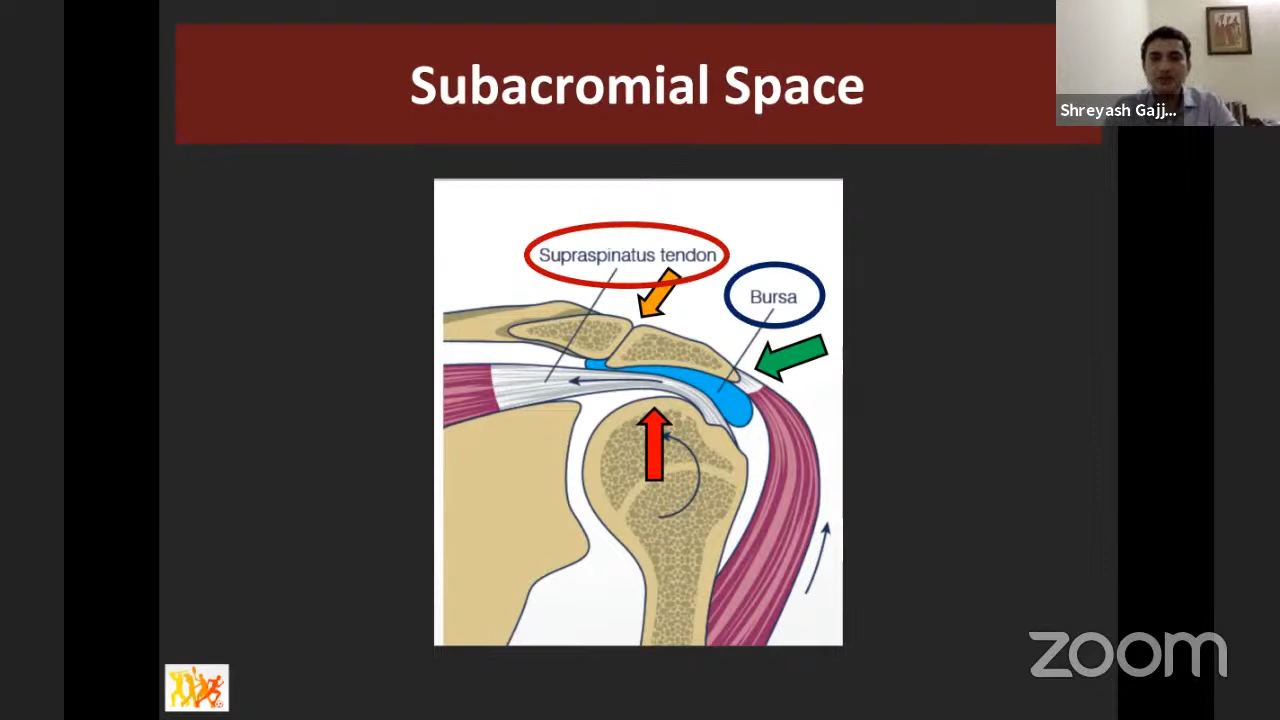 Subacromial Space
Shreyash Gajj...
Supraspinatus tendon
Bursa
zoom